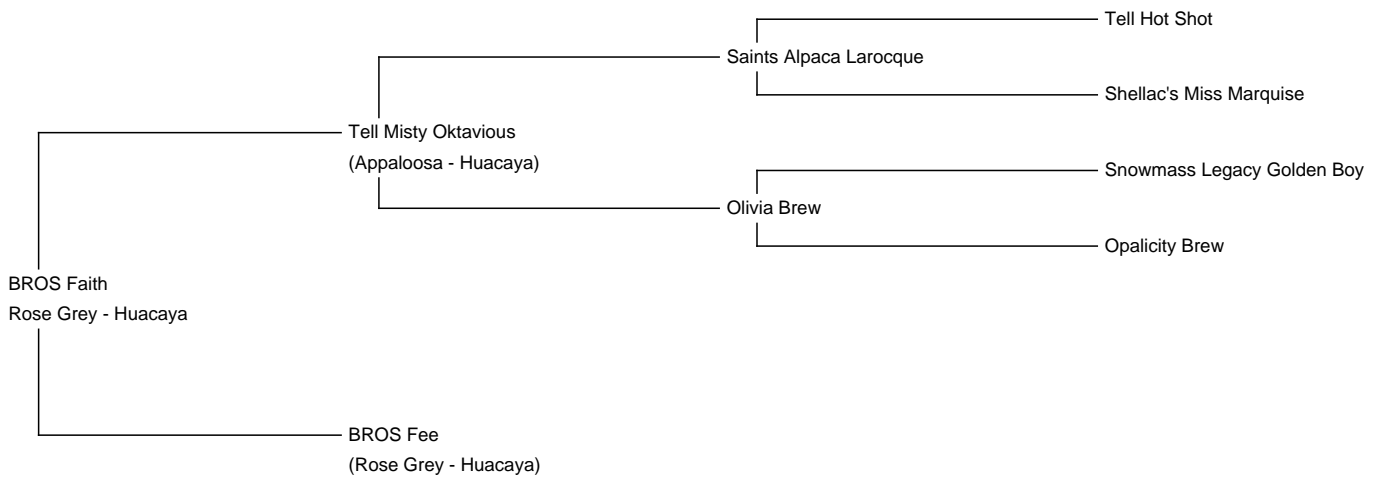 Tell Hot Shot
Saints Alpaca Larocque
Shellac's Miss Marquise
Tell Misty Oktavious
(Appaloosa - Huacaya)
Snowmass Legacy Golden Boy
Olivia Brew
Opalicity Brew
BROS Faith
Rose Grey - Huacaya
BROS Fee
(Rose Grey - Huacaya)